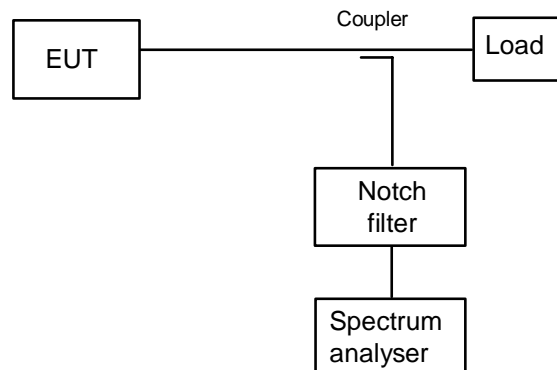 Coupler
EUT
Load
Notch
filter
Spectrum
analyser